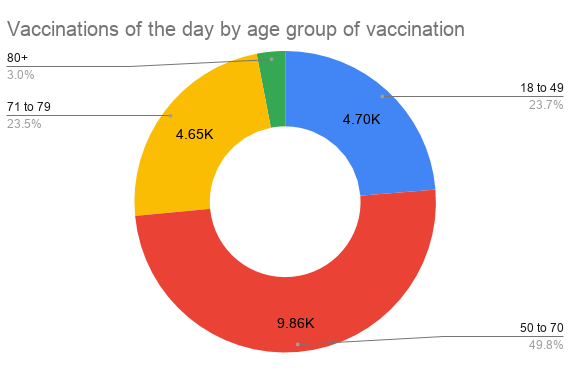 Vaccinations of the day by age group of vaccination
80+
3.0%
71 to 79
23.5%
4.65K
18 to 49
23.7%
4.70K
9.86K
50 to 70
49.8%